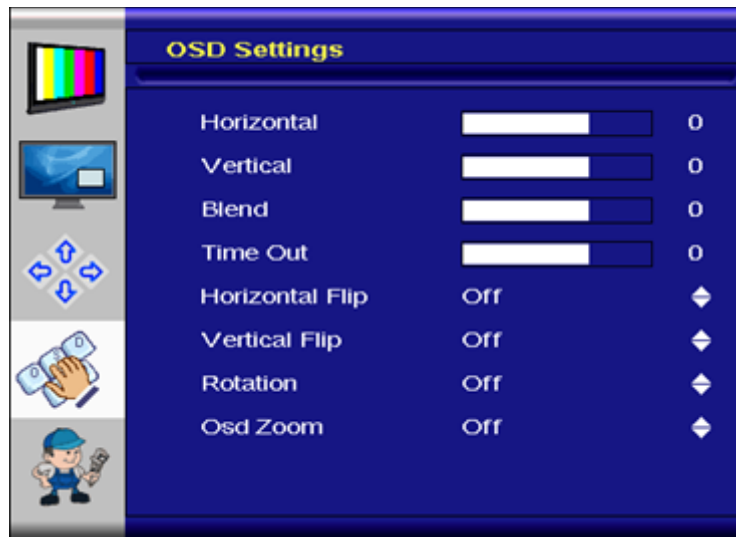 OSD Settings
Horizontal 0
Vertical 0
Blend 0
Time Out 0
Horizontal Flip Off
Vertical Flip Off
Rotation Off
Osd Zoom Off